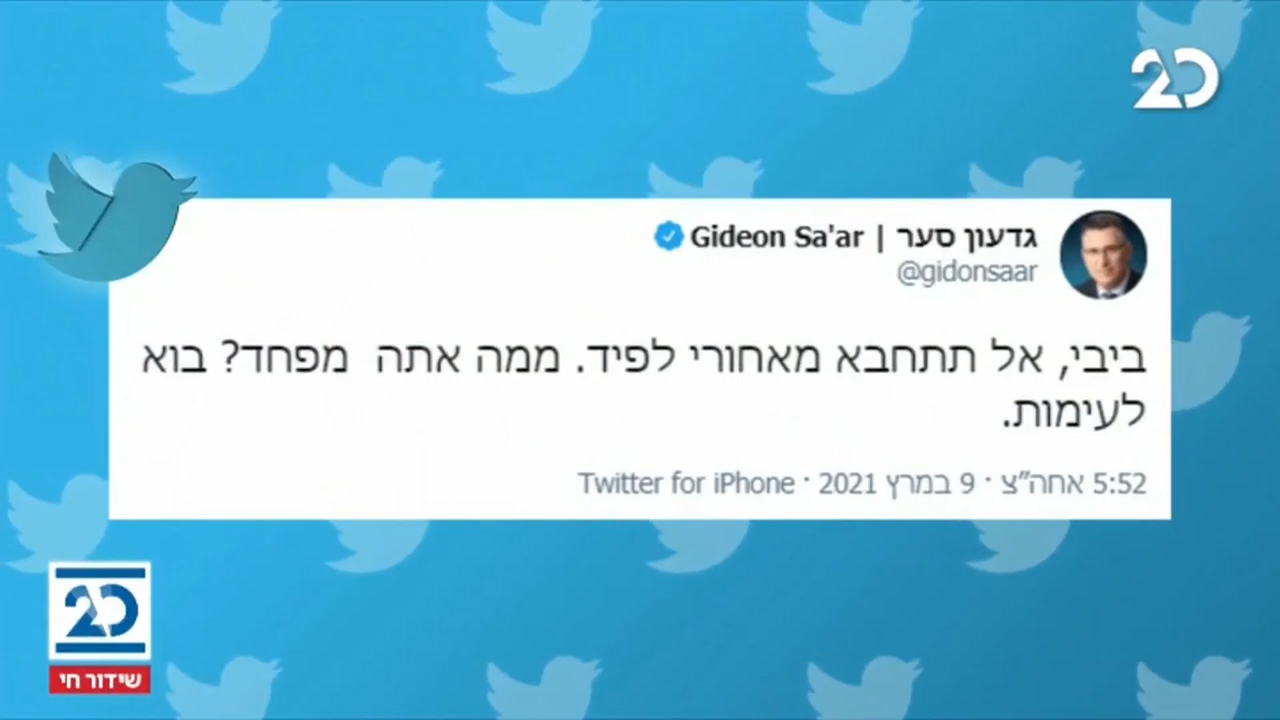 20
גדעון סער | Gideon Sa'ar
@gidonsaar
ביבי, אל תתחבא מאחורי לפיד. ממה אתה  מפחד? בוא
לעימות.
5:52 אחה״צ · 9 במרץ 2021 · Twitter for iPhone
20
שידור חי